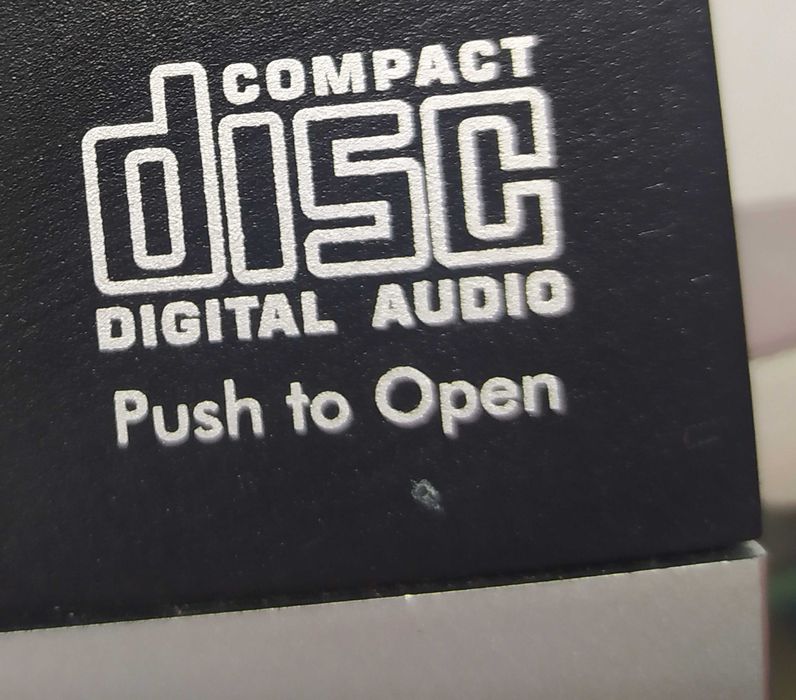 COMPACT
disc
DIGITAL AUDIO
Push to Open